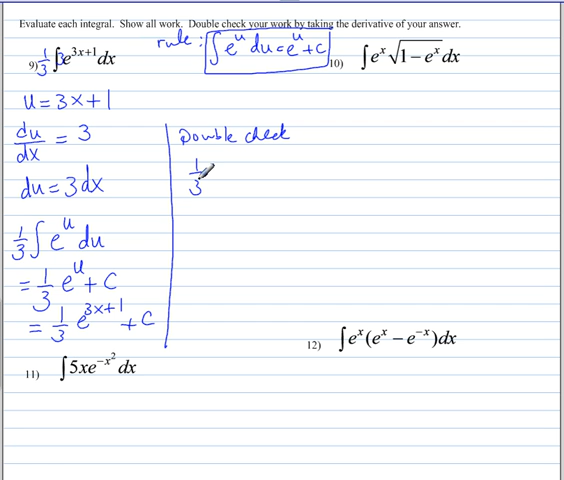 Evaluate each integral. Show all work. Double check your work by taking the derivative of your answer.
9) 1/3 ∫3e^{3x+1}dx
rule: ∫e^u du = e^u + C
10) ∫e^x√(1 − e^x)dx
u = 3x+1
du/dx = 3
du = 3dx
1/3 ∫e^u du
= 1/3 e^u + C
= 1/3 e^{3x+1} + C
Double check
1/3
11) ∫5xe^{−x^2}dx
12) ∫e^x(e^x − e^{−x})dx